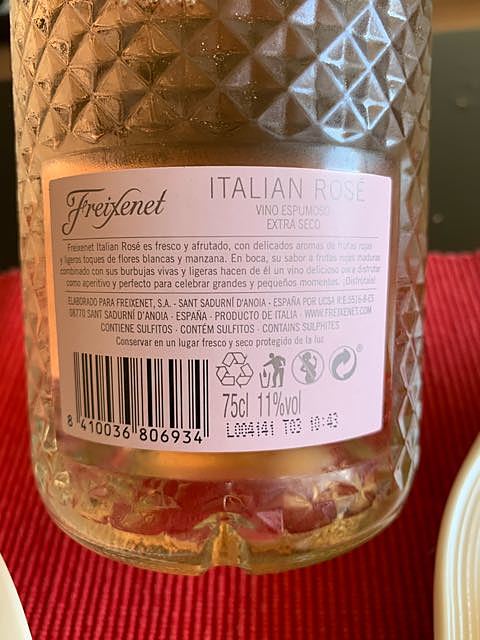 Freixenet
ITALIAN ROSÉ
VINO ESPUMOSO
EXTRA SECO
Freixenet Italian Rosé es fresco y afrutado, con delicados aromas de frutas rojas
y ligeros toques de flores blancas y manzana. En boca, su sabor a frutas rojas maduras
combinado con sus burbujas vivas y ligeras hacen de él un vino delicioso para disfrutar
como aperitivo y perfecto para celebrar grandes y pequeños momentos. ¡Disfrútalo!
ELABORADO PARA FREIXENET, S.A. - SANT SADURNÍ D'ANOIA - ESPAÑA POR UCSA R.E.5516-B-ES
08770 SANT SADURNÍ D'ANOIA - ESPAÑA - PRODUCTO DE ITALIA - WWW.FREIXENET.COM
CONTIENE SULFITOS - CONTÉM SULFITOS - CONTAINS SULPHITES
Conservar en un lugar fresco y seco protegido de la luz
75cl 11%vol
L004141 T03 10:43
8 410036 806934